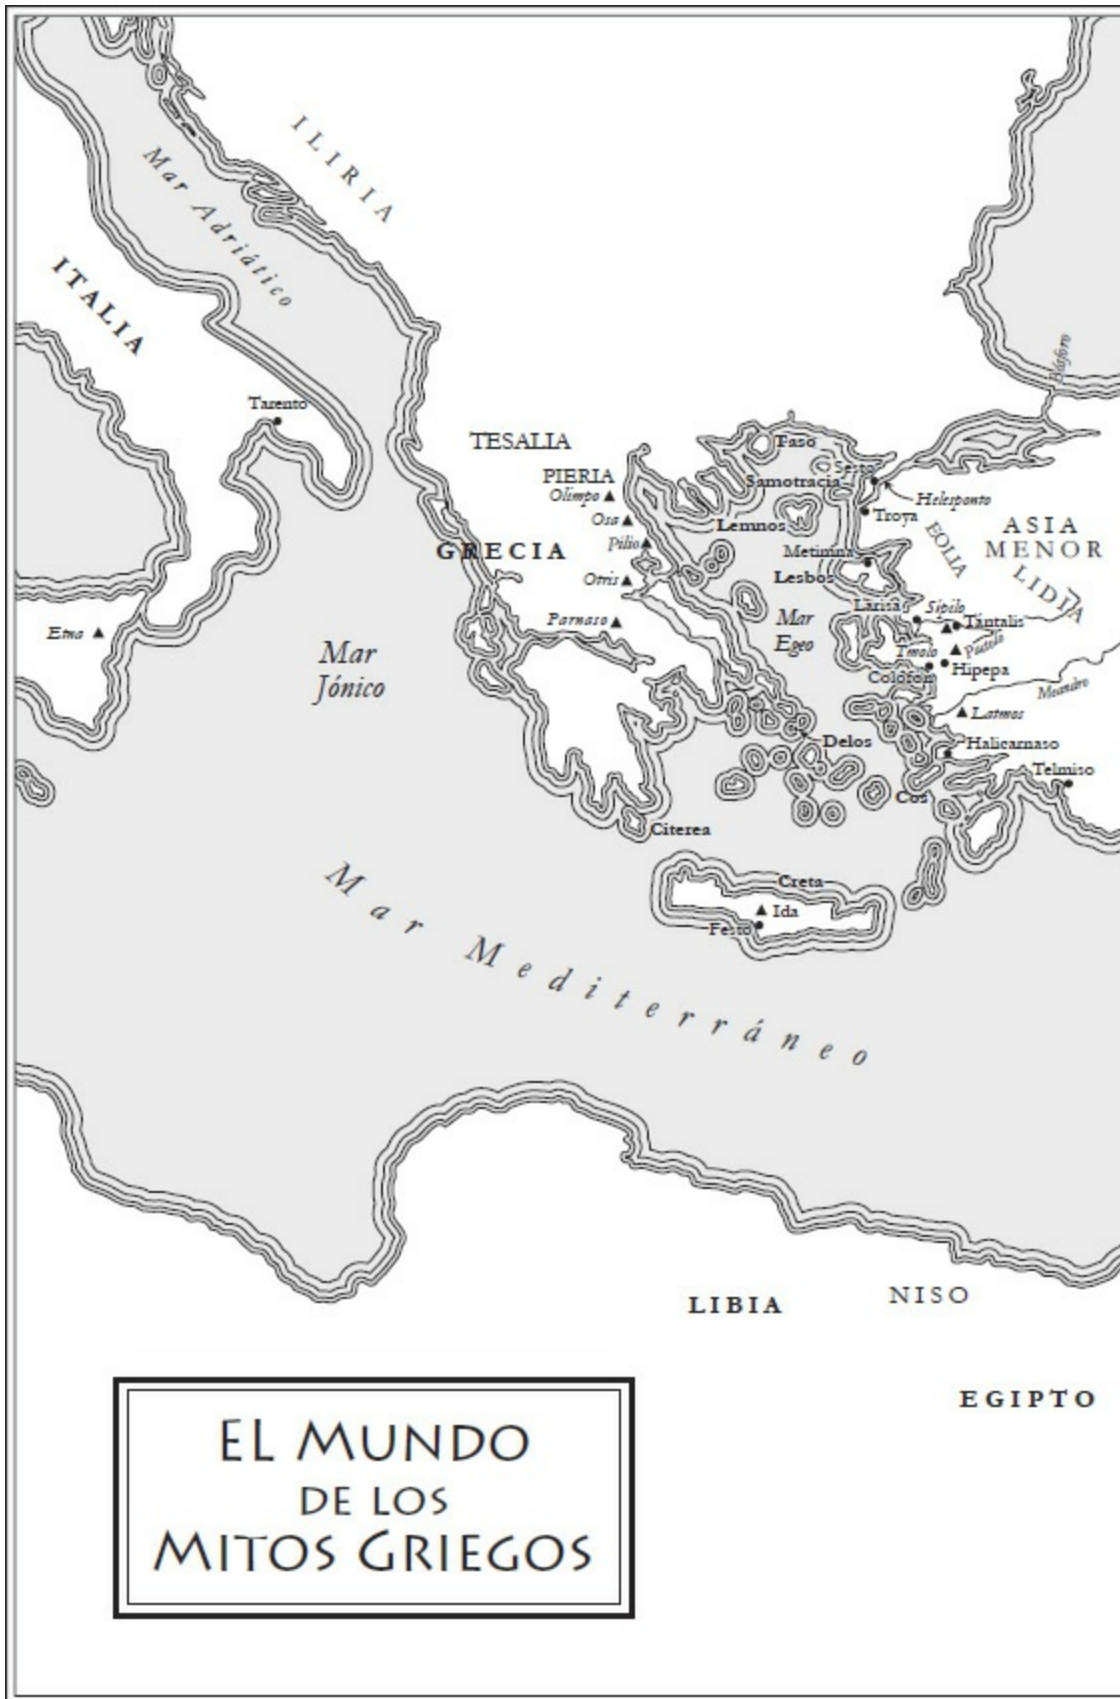 ILIRIA
Mar Adriático
ITALIA
Bósforo
Tarento
TESALIA
Faso
PIERIA
Sesto
Olimpo
Samotracia
Helesponto
Osa
Lemnos
Troya
ASIA
MENOR
EOLIA
Pilio
GRECIA
Metimna
LIDIA
Otris
Lesbos
Larisa
Sípilo
Mar
Egeo
Tántalis
Parnaso
Etna
Tmolo
Pactolo
Mar
Jónico
Hipepa
Colofón
Meandro
Latmos
Delos
Halicarnaso
Telmiso
Cos
Citerea
Creta
Ida
Festo
Mar Mediterráneo
LIBIA
NISO
EGIPTO
EL MUNDO
DE LOS
MITOS GRIEGOS